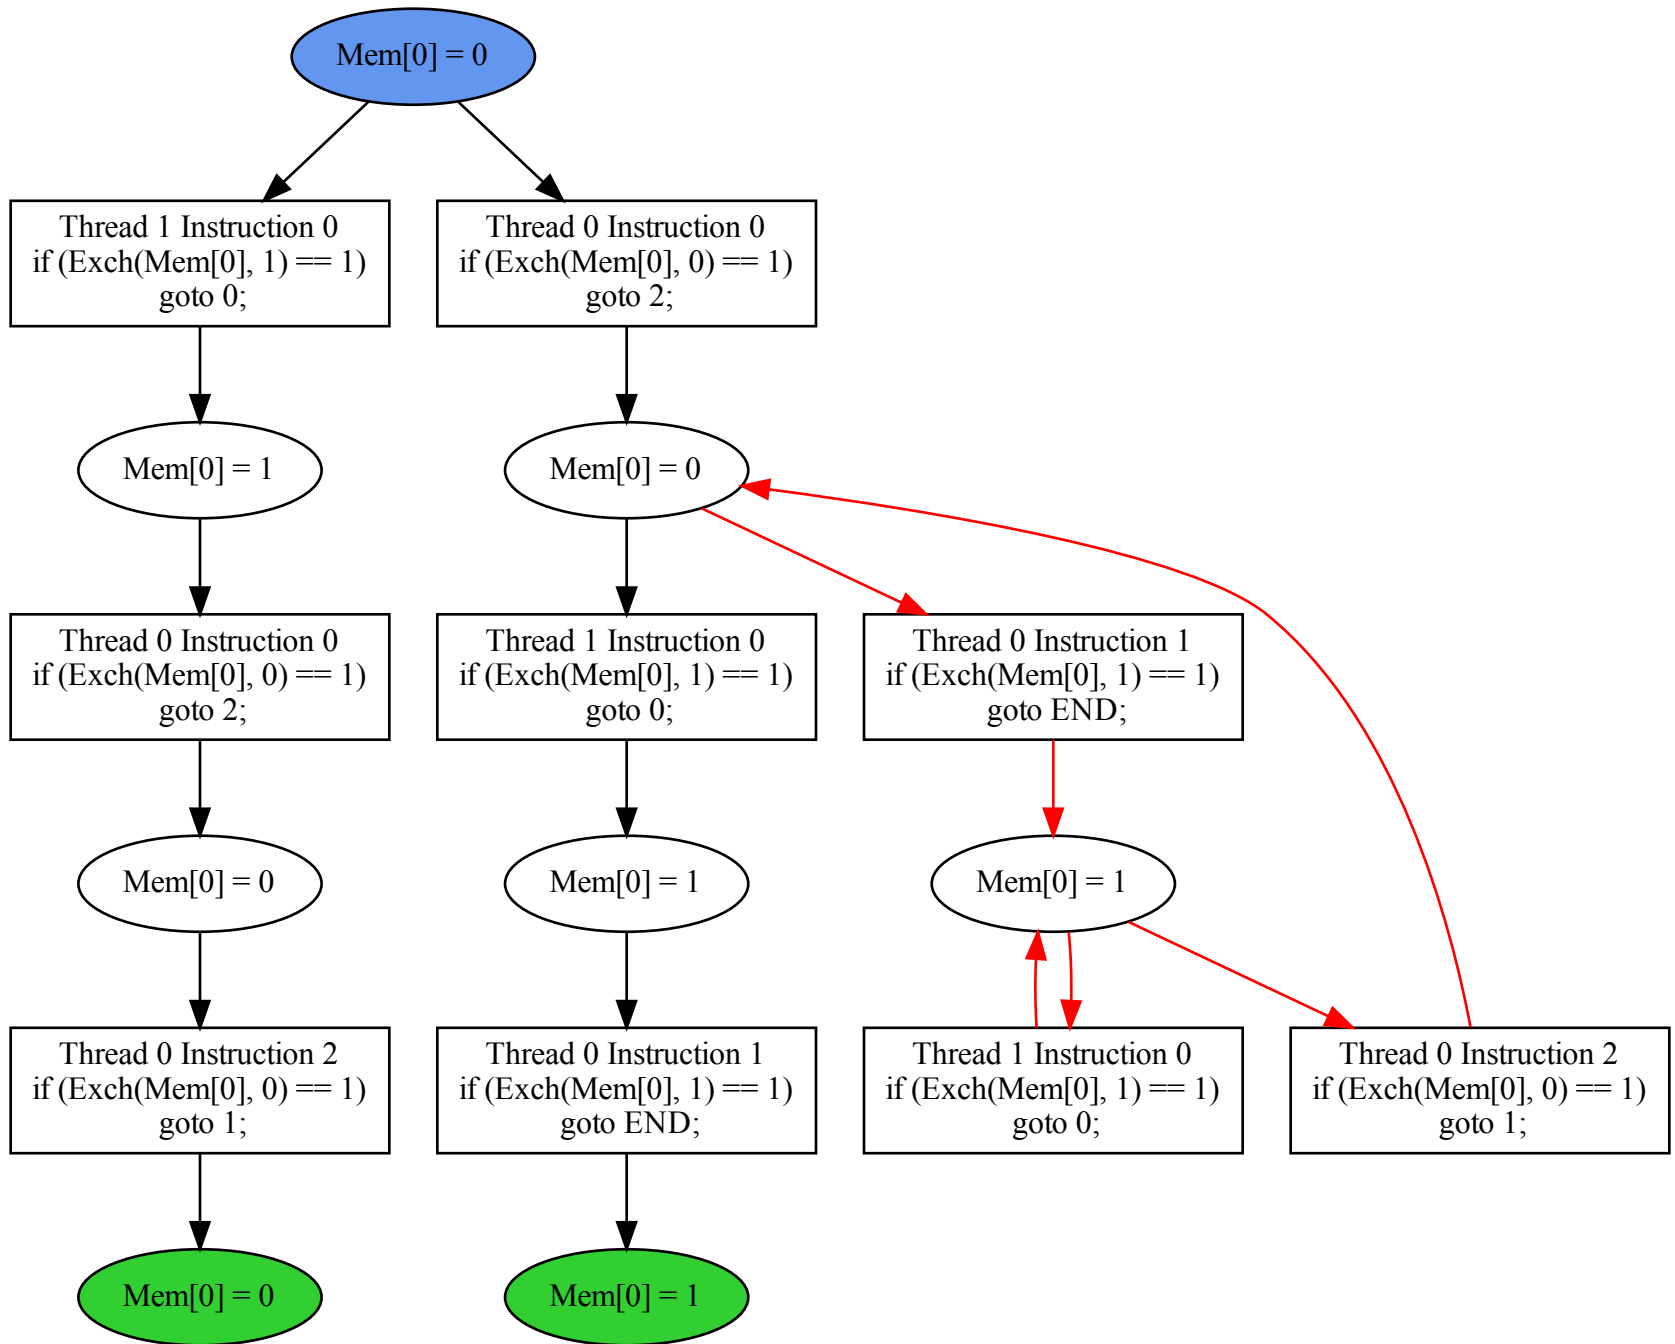 Mem[0] = 0
Thread 1 Instruction 0
if (Exch(Mem[0], 1) == 1)
goto 0;
Thread 0 Instruction 0
if (Exch(Mem[0], 0) == 1)
goto 2;
Mem[0] = 1
Mem[0] = 0
Thread 0 Instruction 0
if (Exch(Mem[0], 0) == 1)
goto 2;
Thread 1 Instruction 0
if (Exch(Mem[0], 1) == 1)
goto 0;
Thread 0 Instruction 1
if (Exch(Mem[0], 1) == 1)
goto END;
Mem[0] = 0
Mem[0] = 1
Mem[0] = 1
Thread 0 Instruction 2
if (Exch(Mem[0], 0) == 1)
goto 1;
Thread 0 Instruction 1
if (Exch(Mem[0], 1) == 1)
goto END;
Thread 1 Instruction 0
if (Exch(Mem[0], 1) == 1)
goto 0;
Thread 0 Instruction 2
if (Exch(Mem[0], 0) == 1)
goto 1;
Mem[0] = 0
Mem[0] = 1